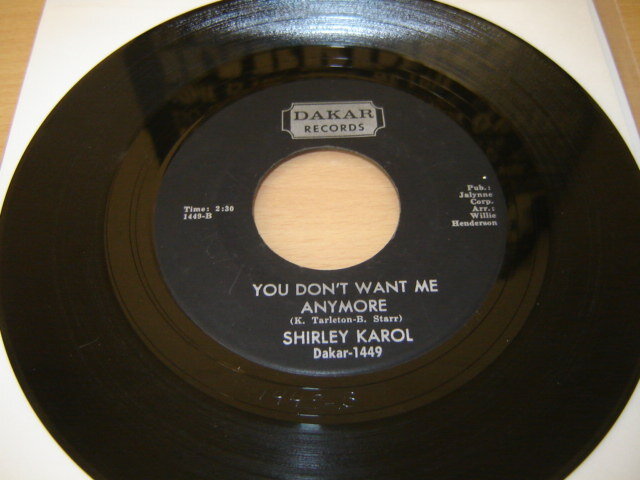 DAKAR
RECORDS
Time: 2:30
1449-B
Pub.:
Jalynne
Corp.
Arr.:
Willie
Henderson
YOU DON'T WANT ME
ANYMORE
(K. Tarleton-B. Starr)
SHIRLEY KAROL
Dakar-1449